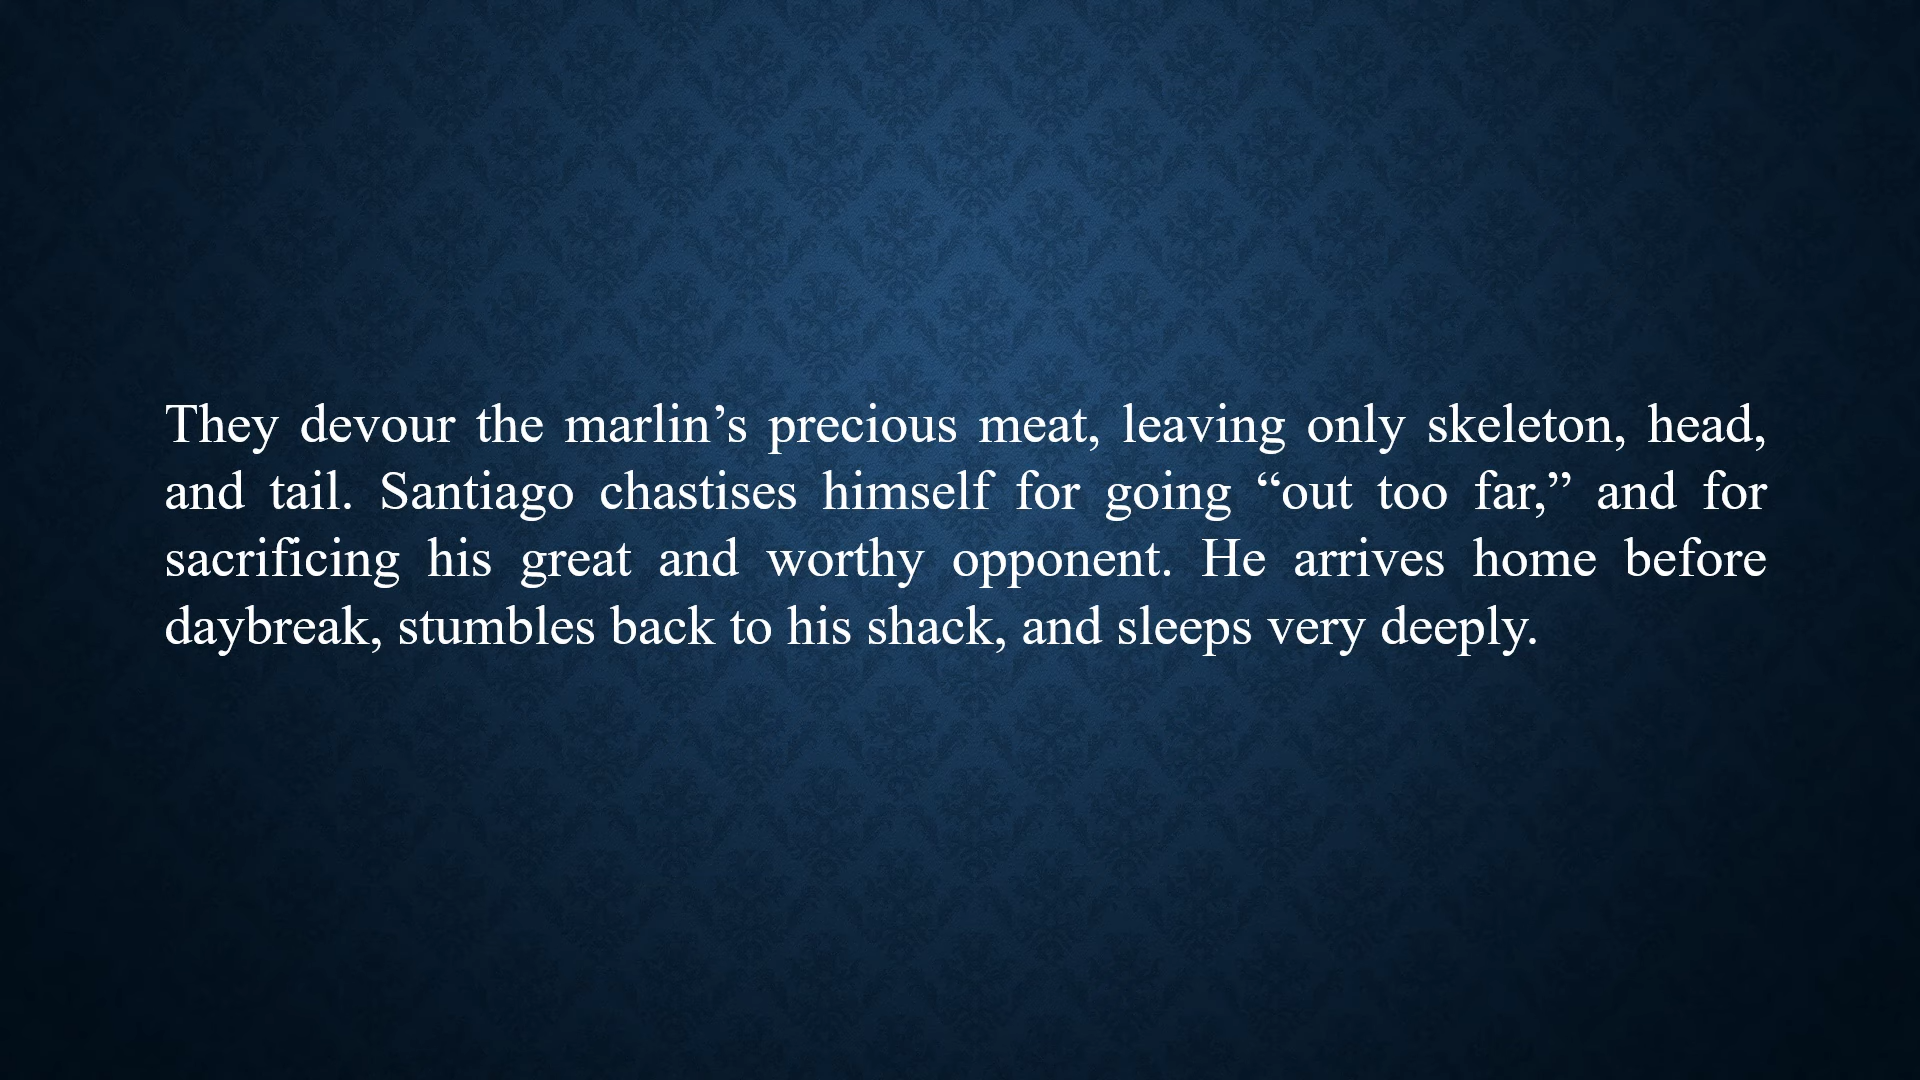 They devour the marlin’s precious meat, leaving only skeleton, head,
and tail. Santiago chastises himself for going “out too far,” and for
sacrificing his great and worthy opponent. He arrives home before
daybreak, stumbles back to his shack, and sleeps very deeply.